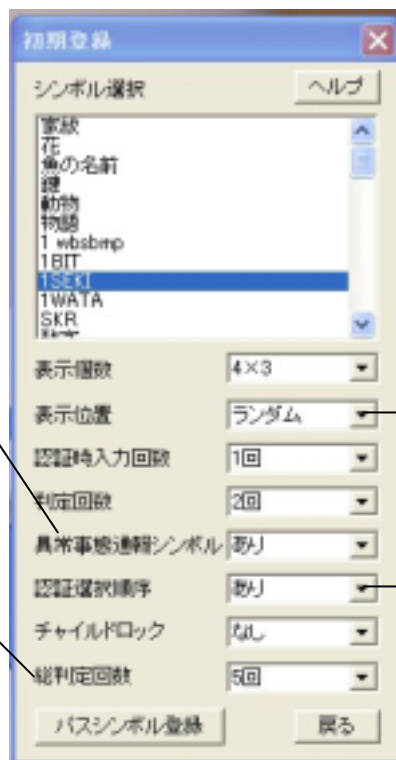 初期登録
シンボル選択 ヘルプ
家紋
花
魚の名前
鍵
動物
物語
1 wbsbmp
1BIT
1SEKI
1WATA
SKR
表示個数 4×3
表示位置 ランダム
認証時入力回数 1回
判定回数 2回
異常事態通報シンボル あり
認証選択順序 あり
チャイルドロック なし
総判定回数 5回
パスシンボル登録 戻る